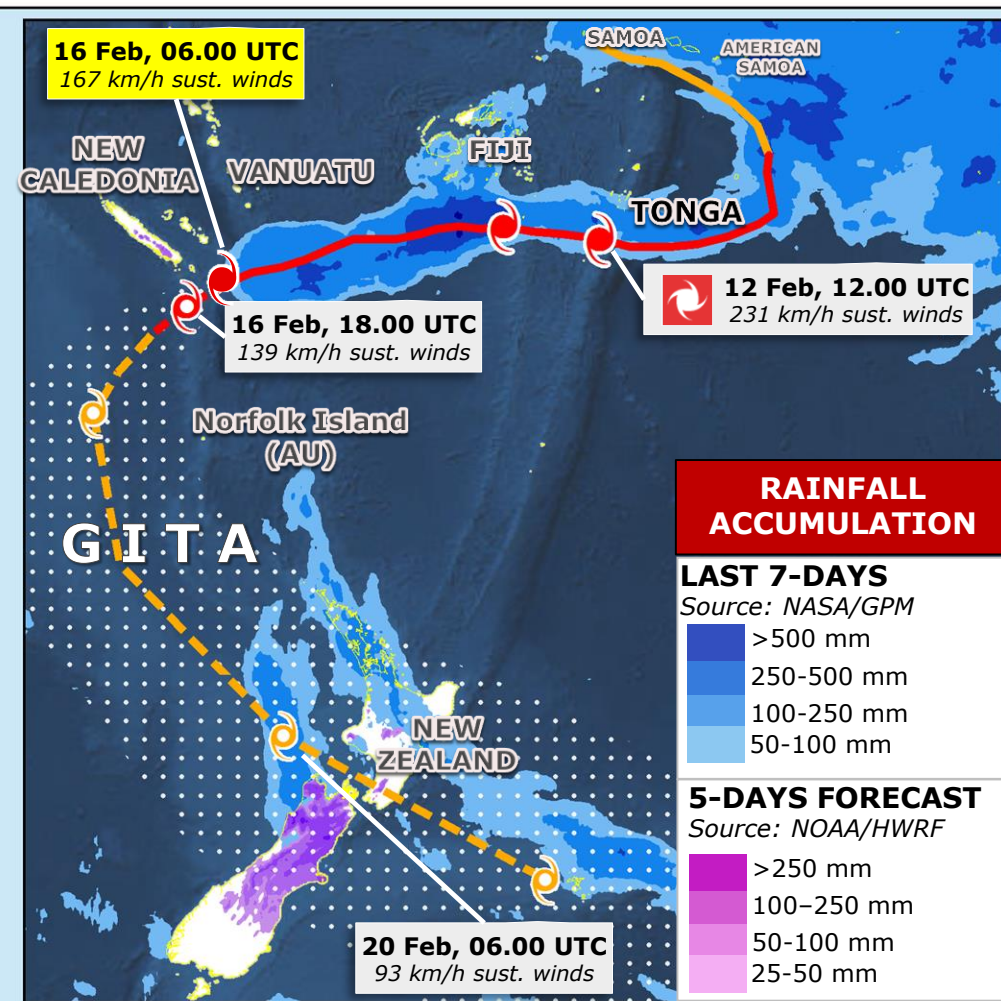 16 Feb, 06.00 UTC
167 km/h sust. winds
SAMOA
AMERICAN
SAMOA
NEW
CALEDONIA
VANUATU
FIJI
TONGA
12 Feb, 12.00 UTC
231 km/h sust. winds
16 Feb, 18.00 UTC
139 km/h sust. winds
Norfolk Island
(AU)
GITA
NEW
ZEALAND
20 Feb, 06.00 UTC
93 km/h sust. winds
RAINFALL
ACCUMULATION
LAST 7-DAYS
Source: NASA/GPM
>500 mm
250-500 mm
100-250 mm
50-100 mm
5-DAYS FORECAST
Source: NOAA/HWRF
>250 mm
100–250 mm
50-100 mm
25-50 mm